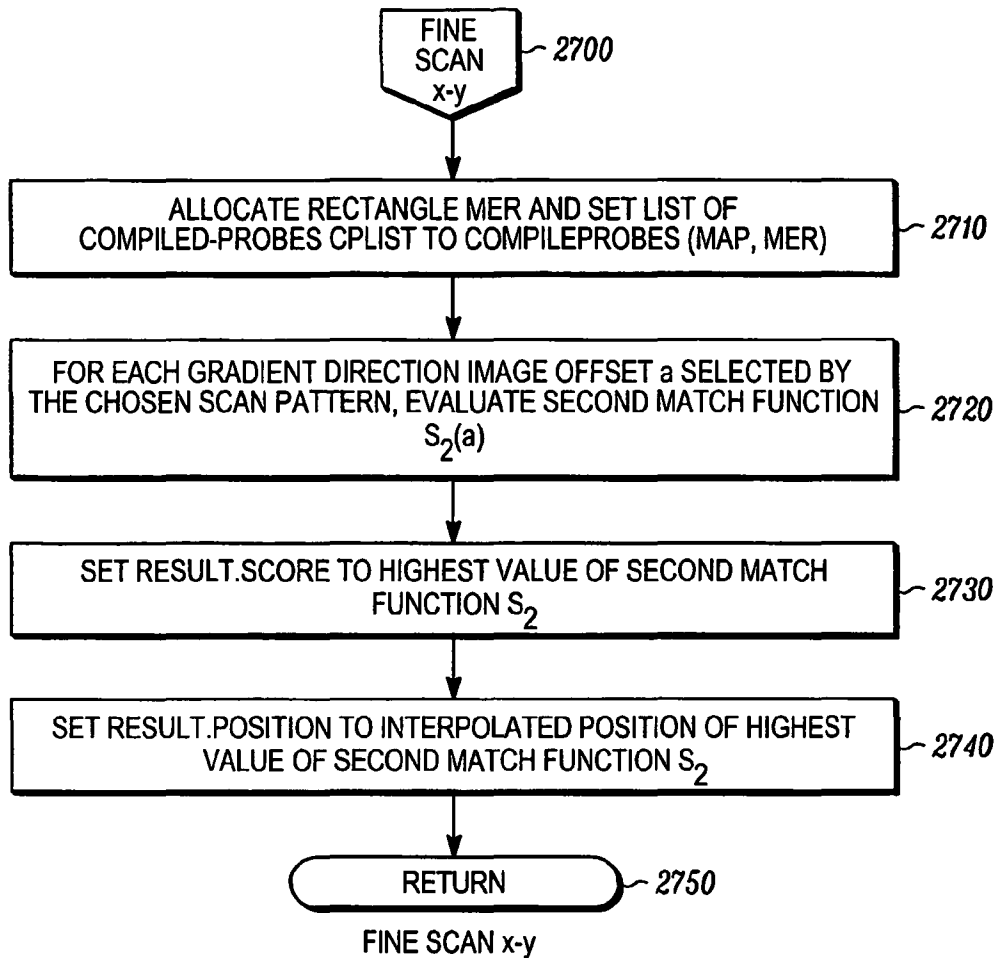 FINE
SCAN
x-y
2700
ALLOCATE RECTANGLE MER AND SET LIST OF
COMPILED-PROBES CPLIST TO COMPILEPROBES (MAP, MER)
2710
FOR EACH GRADIENT DIRECTION IMAGE OFFSET a SELECTED BY
THE CHOSEN SCAN PATTERN, EVALUATE SECOND MATCH FUNCTION
S2(a)
2720
SET RESULT.SCORE TO HIGHEST VALUE OF SECOND MATCH
FUNCTION S2
2730
SET RESULT.POSITION TO INTERPOLATED POSITION OF HIGHEST
VALUE OF SECOND MATCH FUNCTION S2
2740
RETURN
2750
FINE SCAN x-y